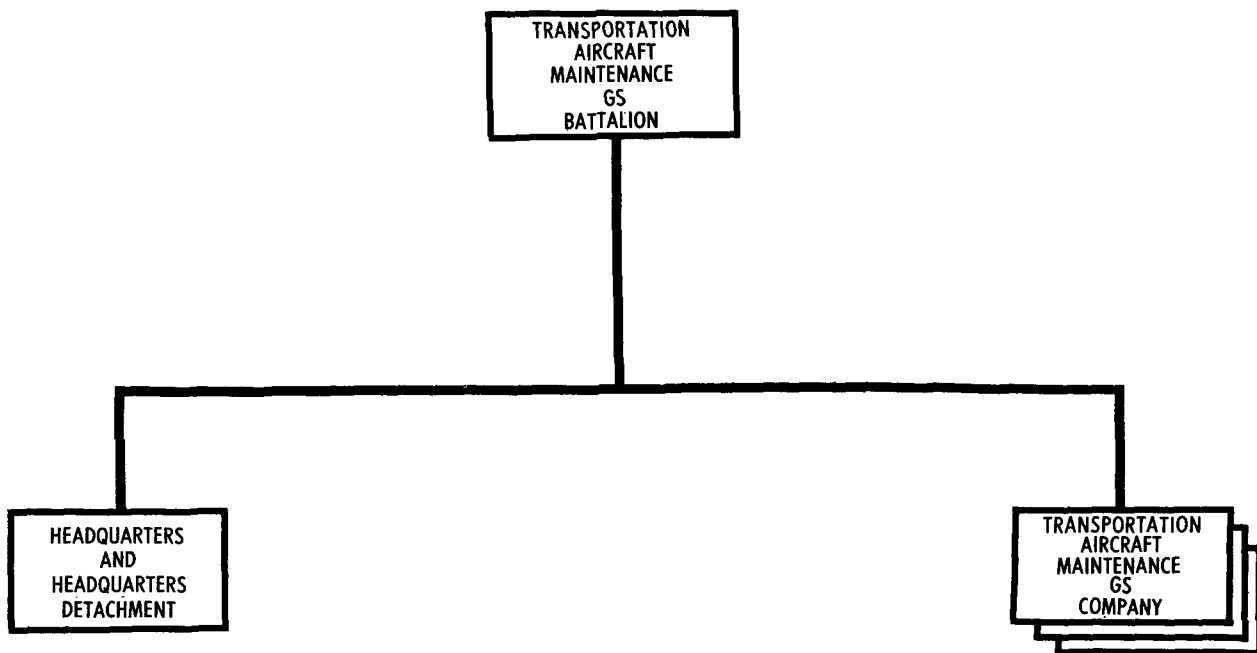 TRANSPORTATION
AIRCRAFT
MAINTENANCE
GS
BATTALION
HEADQUARTERS
AND
HEADQUARTERS
DETACHMENT
TRANSPORTATION
AIRCRAFT
MAINTENANCE
GS
COMPANY